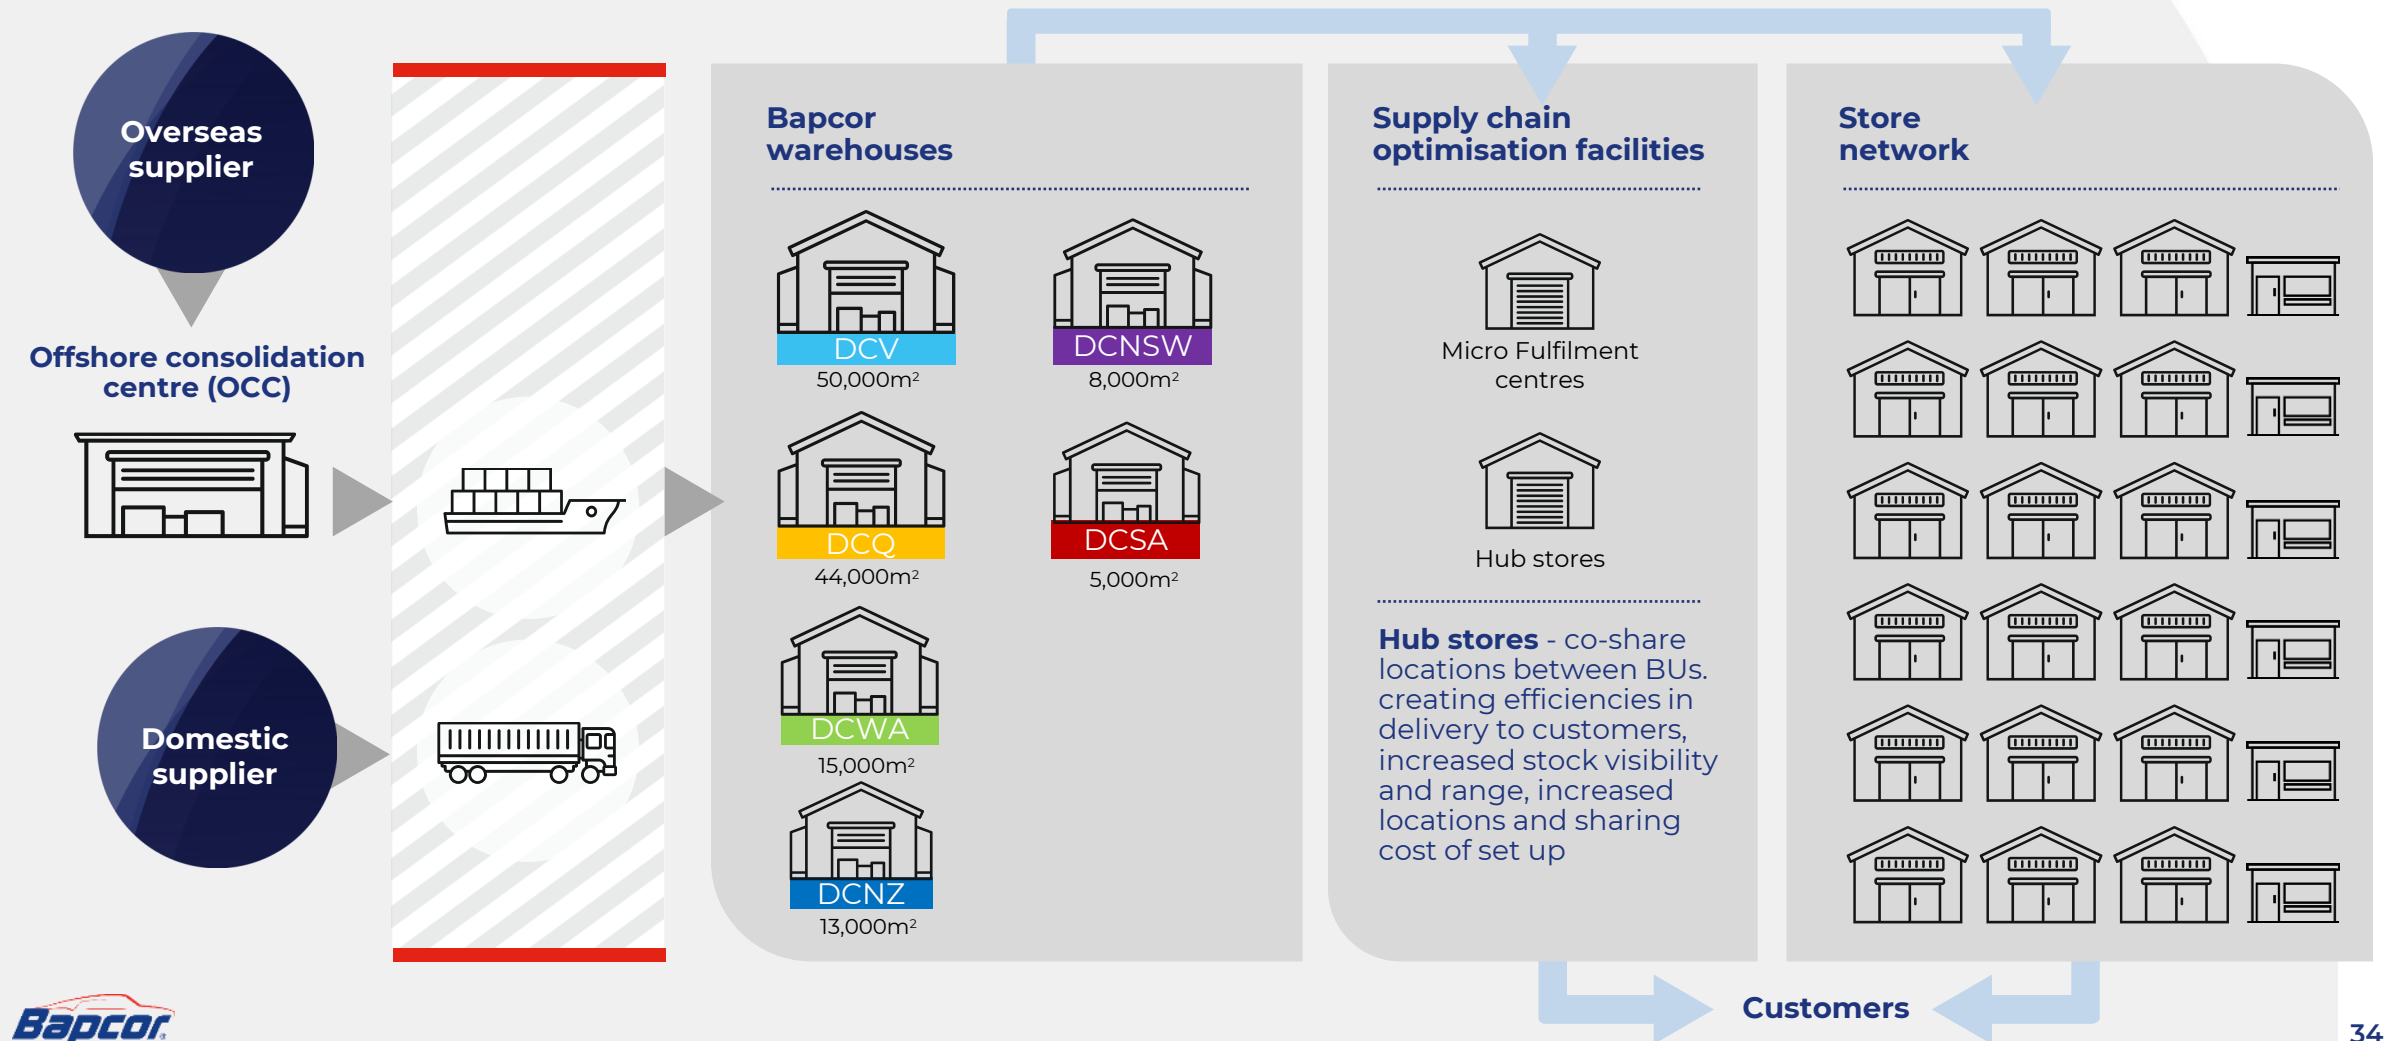 Overseas
supplier
Offshore consolidation
centre (OCC)
Domestic
supplier
Bapcor
warehouses
DCV
50,000m²
DCNSW
8,000m²
DCQ
44,000m²
DCSA
5,000m²
DCWA
15,000m²
DCNZ
13,000m²
Supply chain
optimisation facilities
Micro Fulfilment
centres
Hub stores
Hub stores - co-share
locations between BUs.
creating efficiencies in
delivery to customers,
increased stock visibility
and range, increased
locations and sharing
cost of set up
Store
network
Customers
Bapcor
34